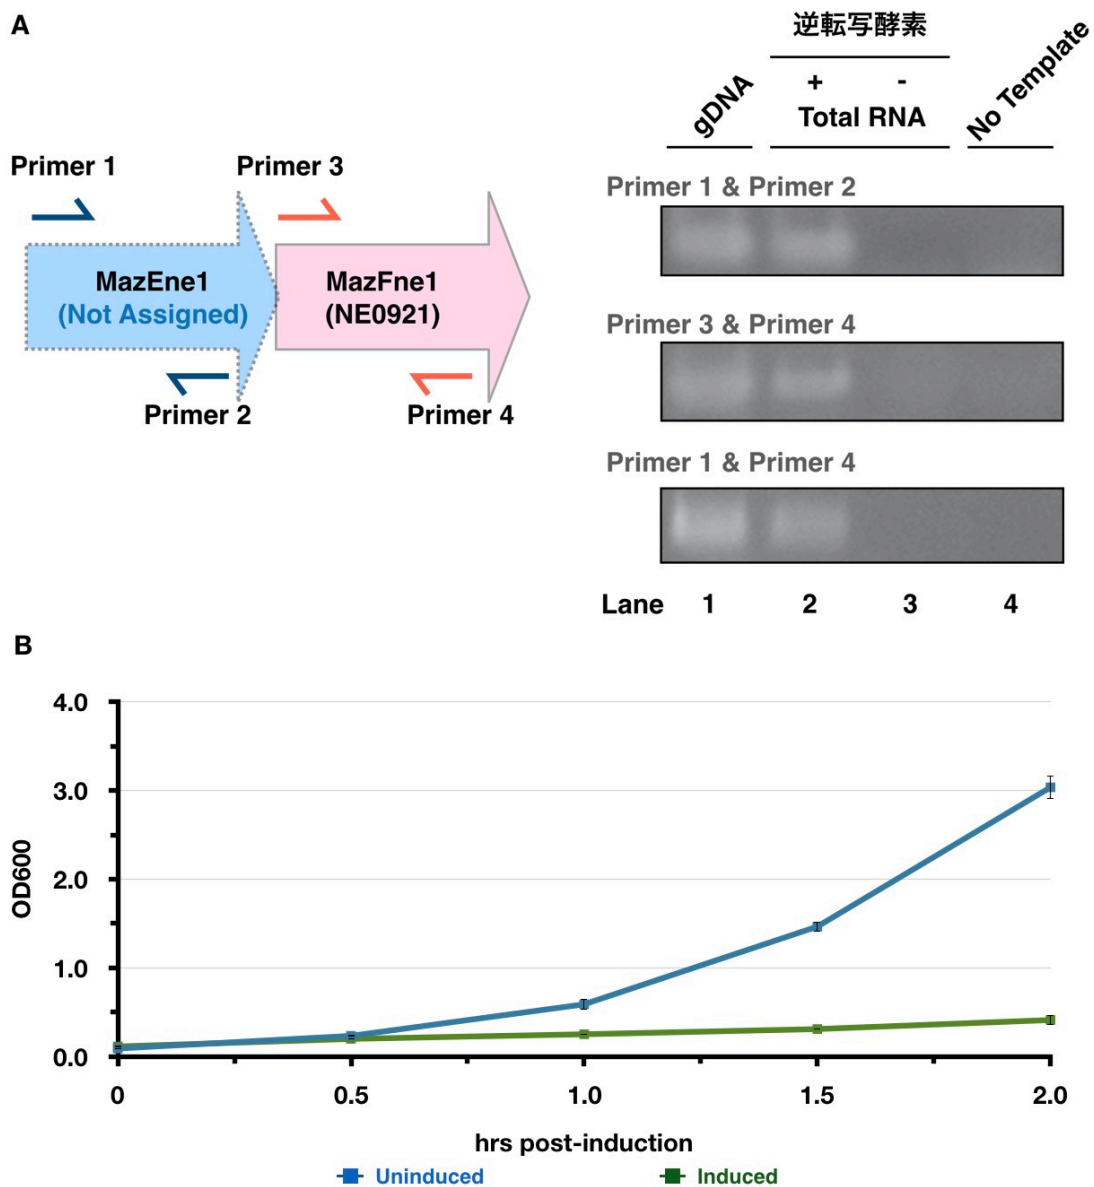 A
逆転写酵素
+ -
gDNA
Total RNA
No Template
Primer 1
Primer 3
Primer 1 & Primer 2
MazEne1
(Not Assigned)
MazFne1
(NE0921)
Primer 3 & Primer 4
Primer 2
Primer 4
Primer 1 & Primer 4
Lane 1 2 3 4
B
4.0
3.0
2.0
1.0
0.0
OD600
0 0.5 1.0 1.5 2.0
hrs post-induction
Uninduced Induced